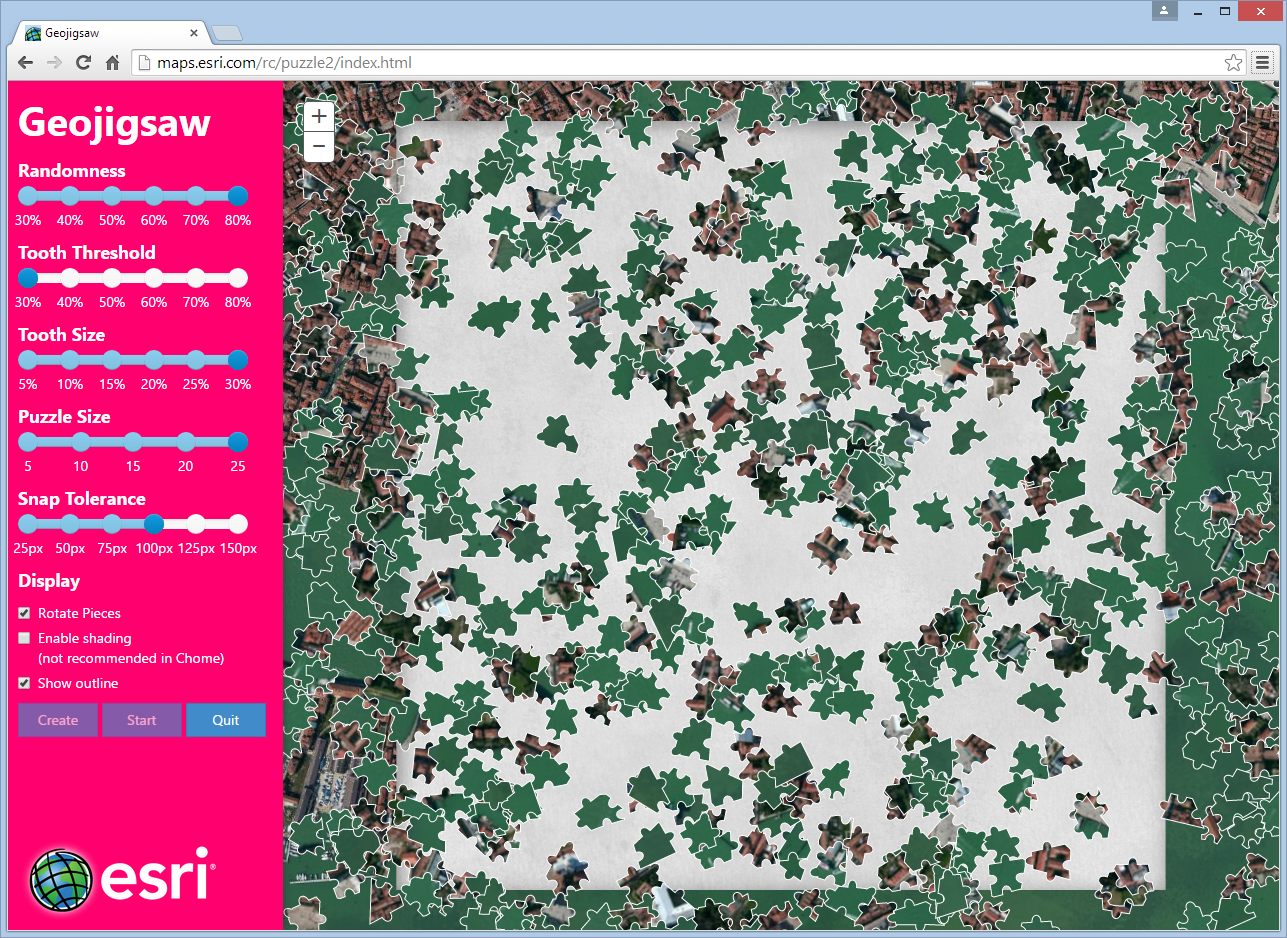 Geojigsaw
maps.esri.com/rc/puzzle2/index.html
Geojigsaw
Randomness
30% 40% 50% 60% 70% 80%
Tooth Threshold
30% 40% 50% 60% 70% 80%
Tooth Size
5% 10% 15% 20% 25% 30%
Puzzle Size
5 10 15 20 25
Snap Tolerance
25px 50px 75px 100px 125px 150px
Display
Rotate Pieces
Enable shading
(not recommended in Chome)
Show outline
Create Start Quit
esri®